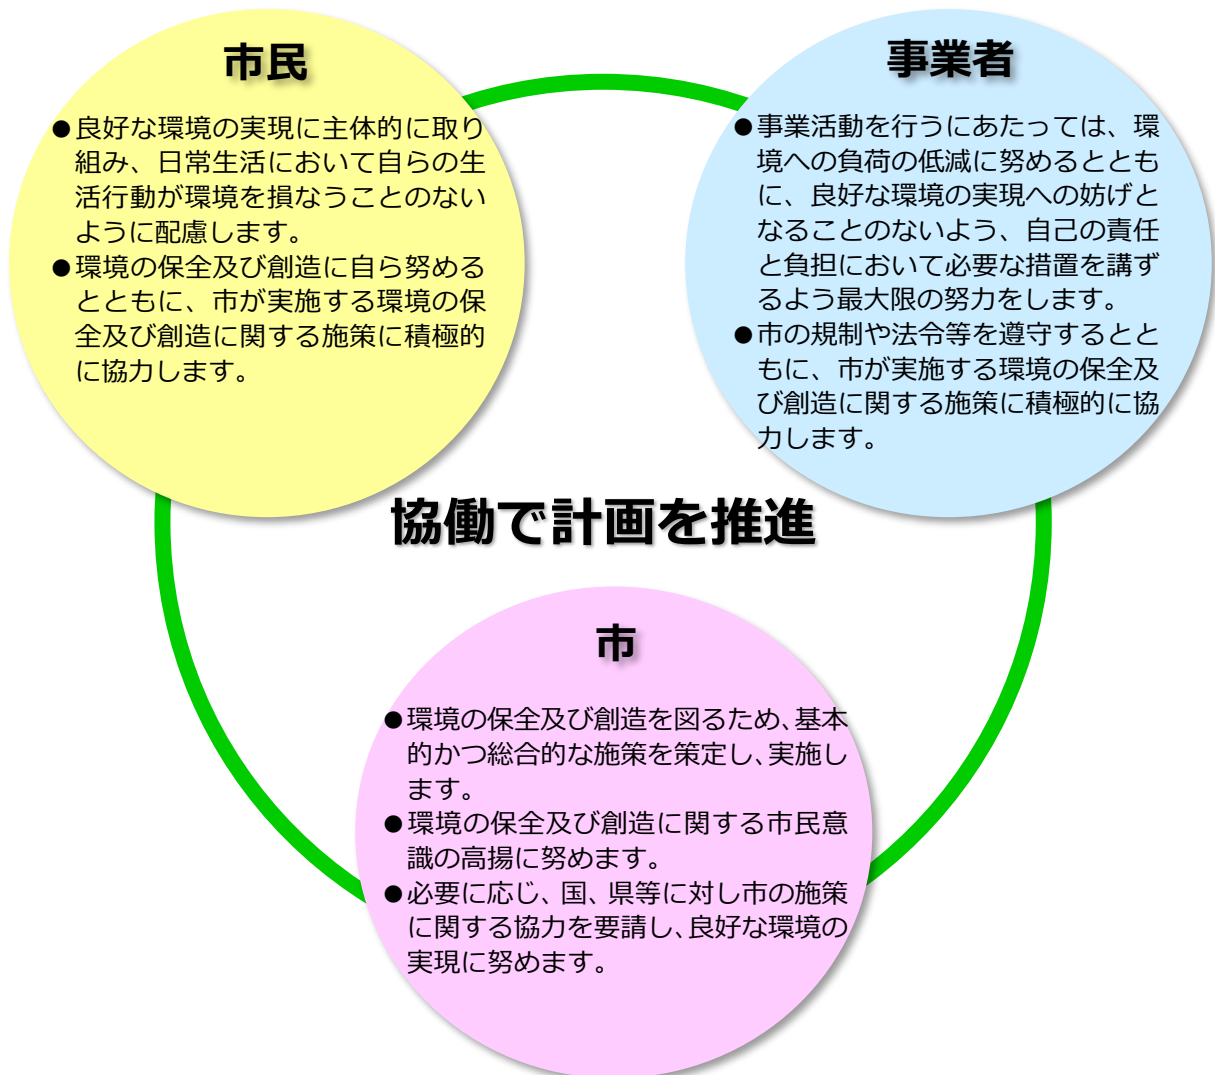 市民
●良好な環境の実現に主体的に取り
組み、日常生活において自らの生
活行動が環境を損なうことのない
ように配慮します。
●環境の保全及び創造に自ら努める
とともに、市が実施する環境の保
全及び創造に関する施策に積極的
に協力します。
事業者
●事業活動を行うにあたっては、環
境への負荷の低減に努めるととも
に、良好な環境の実現への妨げと
なることのないよう、自己の責任
と負担において必要な措置を講ず
るよう最大限の努力をします。
●市の規制や法令等を遵守するとと
もに、市が実施する環境の保全及
び創造に関する施策に積極的に協
力します。
協働で計画を推進
市
●環境の保全及び創造を図るため、基本
的かつ総合的な施策を策定し、実施し
ます。
●環境の保全及び創造に関する市民意
識の高揚に努めます。
●必要に応じ、国、県等に対し市の施策
に関する協力を要請し、良好な環境の
実現に努めます。